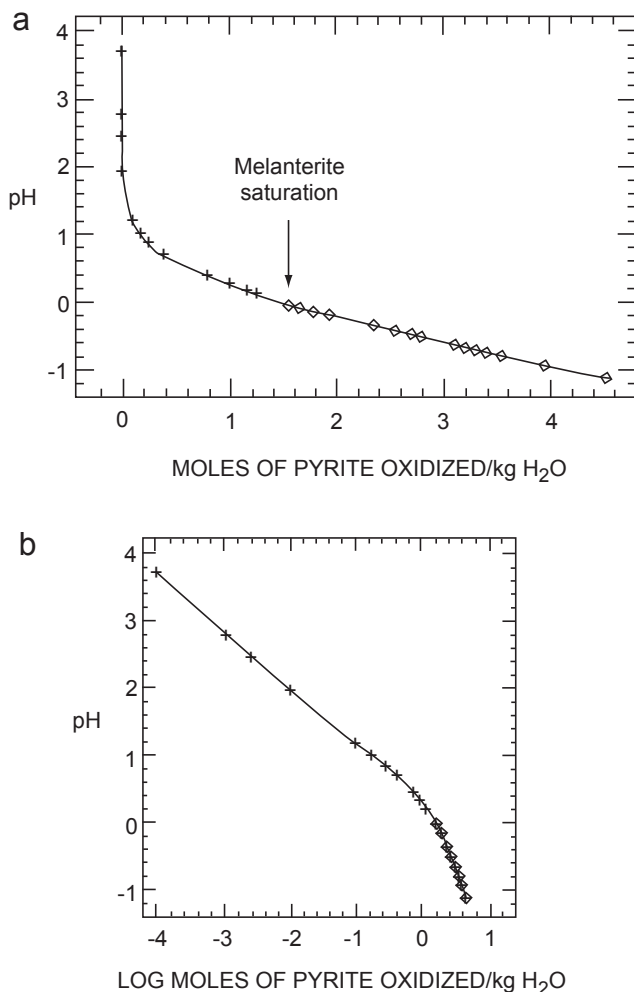 a
4
3
2
1
0
-1
pH
Melanterite
saturation
0 1 2 3 4
MOLES OF PYRITE OXIDIZED/kg H₂O
b
4
3
2
1
0
-1
pH
-4 -3 -2 -1 0 1
LOG MOLES OF PYRITE OXIDIZED/kg H₂O